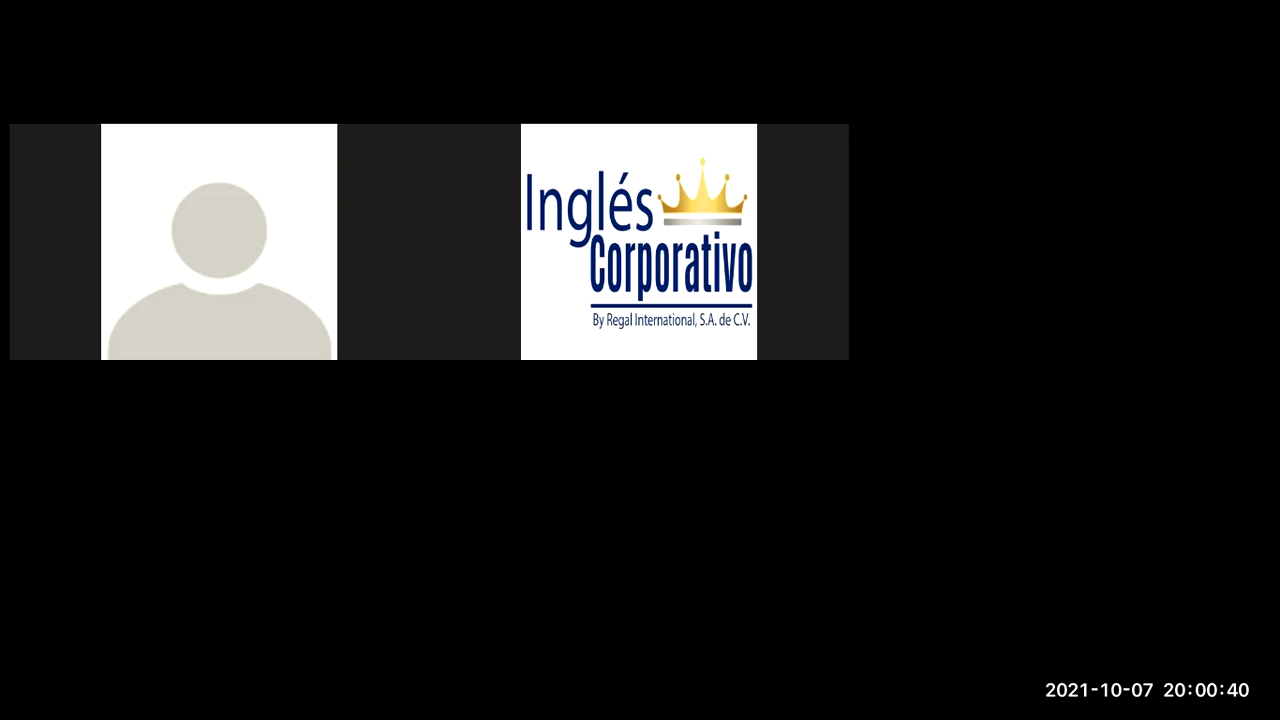 Inglés
Corporativo
By Regal International, S.A. de C.V.
2021-10-07 20:00:40